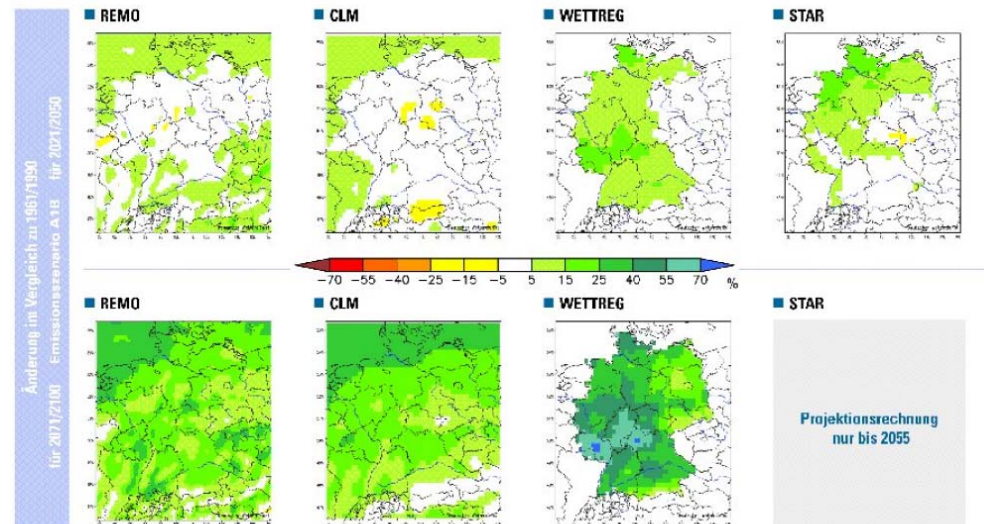 REMO
CLM
WETTREG
STAR
Änderung im Vergleich zu 1961/1990
für 2071/2100 Emissionsszenario A1B für 2021/2050
-70 -55 -40 -25 -15 -5 5 15 25 40 55 70 %
REMO
CLM
WETTREG
STAR
Projektionsrechnung
nur bis 2055